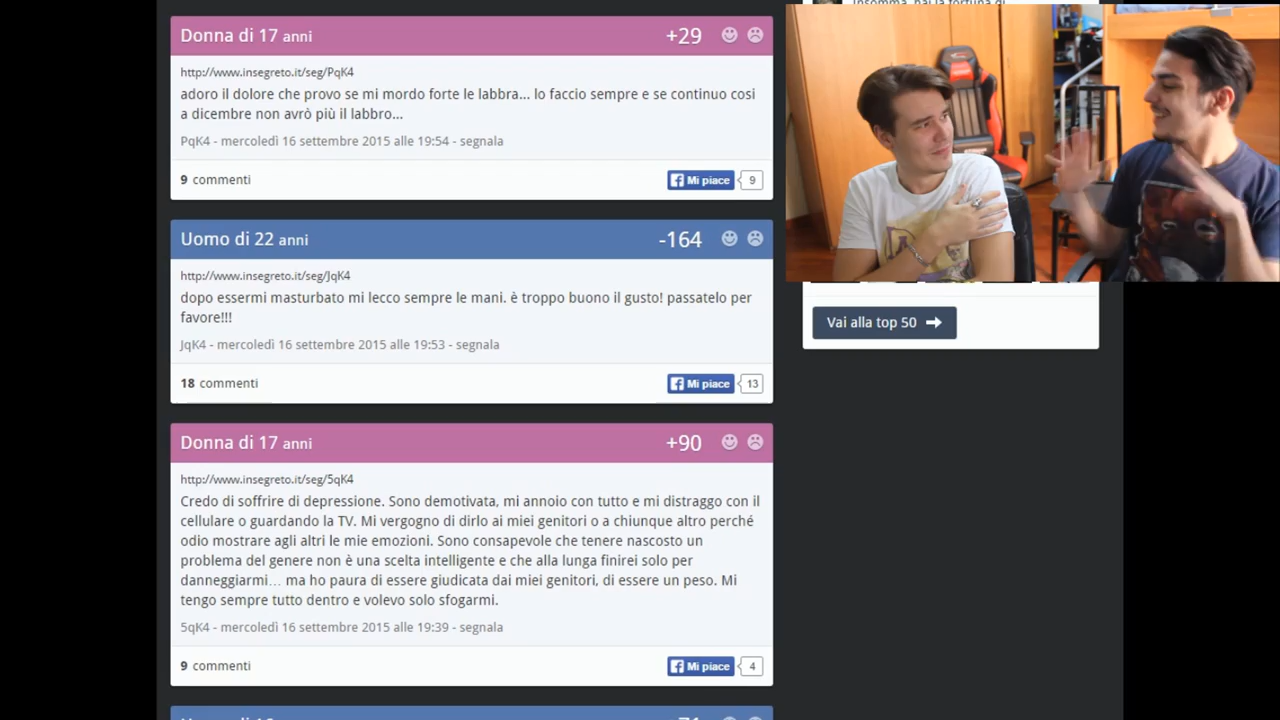 Donna di 17 anni +29
http://www.insegreto.it/seg/PqK4
adoro il dolore che provo se mi mordo forte le labbra... lo faccio sempre e se continuo cosi
a dicembre non avrò più il labbro...
PqK4 - mercoledì 16 settembre 2015 alle 19:54 - segnala
9 commenti
Mi piace 9
Uomo di 22 anni -164
http://www.insegreto.it/seg/JqK4
dopo essermi masturbato mi lecco sempre le mani. è troppo buono il gusto! passatelo per
favore!!!
JqK4 - mercoledì 16 settembre 2015 alle 19:53 - segnala
18 commenti
Mi piace 13
Donna di 17 anni +90
http://www.insegreto.it/seg/5qK4
Credo di soffrire di depressione. Sono demotivata, mi annoio con tutto e mi distraggo con il
cellulare o guardando la TV. Mi vergogno di dirlo ai miei genitori o a chiunque altro perché
odio mostrare agli altri le mie emozioni. Sono consapevole che tenere nascosto un
problema del genere non è una scelta intelligente e che alla lunga finirei solo per
danneggiarmi... ma ho paura di essere giudicata dai miei genitori, di essere un peso. Mi
tengo sempre tutto dentro e volevo solo sfogarmi.
5qK4 - mercoledì 16 settembre 2015 alle 19:39 - segnala
9 commenti
Mi piace 4
Vai alla top 50